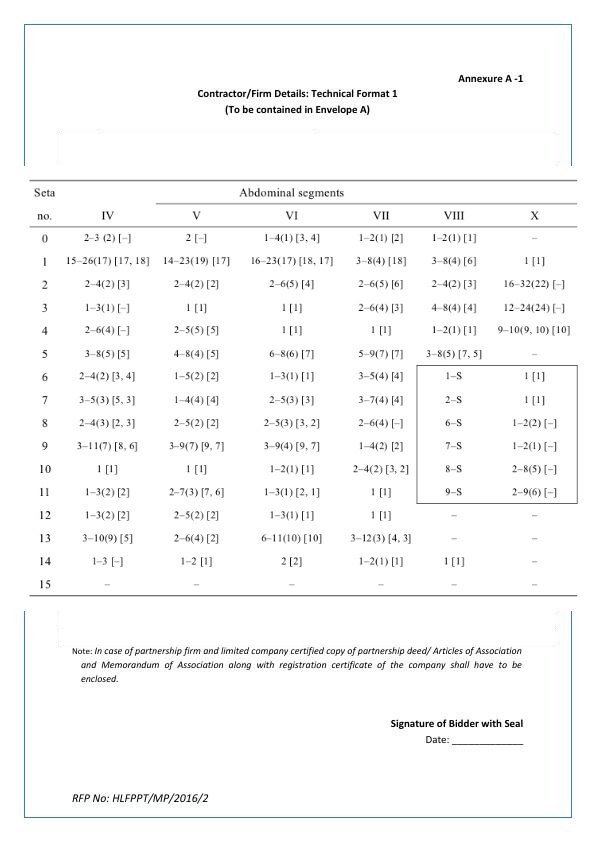 Annexure A -1
Contractor/Firm Details: Technical Format 1
(To be contained in Envelope A)
Seta Abdominal segments
no. IV V VI VII VIII X
0 2–3 (2) [–] 2 [–] 1–4(1) [3, 4] 1–2(1) [2] 1–2(1) [1] –
1 15–26(17) [17, 18] 14–23(19) [17] 16–23(17) [18, 17] 3–8(4) [18] 3–8(4) [6] 1 [1]
2 2–4(2) [3] 2–4(2) [2] 2–6(5) [4] 2–6(5) [6] 2–4(2) [3] 16–32(22) [–]
3 1–3(1) [–] 1 [1] 1 [1] 2–6(4) [3] 4–8(4) [4] 12–24(24) [–]
4 2–6(4) [–] 2–5(5) [5] 1 [1] 1 [1] 1–2(1) [1] 9–10(9, 10) [10]
5 3–8(5) [5] 4–8(4) [5] 6–8(6) [7] 5–9(7) [7] 3–8(5) [7, 5] –
6 2–4(2) [3, 4] 1–5(2) [2] 1–3(1) [1] 3–5(4) [4] 1–S 1 [1]
7 3–5(3) [5, 3] 1–4(4) [4] 2–5(3) [3] 3–7(4) [4] 2–S 1 [1]
8 2–4(3) [2, 3] 2–5(2) [2] 2–5(3) [3, 2] 2–6(4) [–] 6–S 1–2(2) [–]
9 3–11(7) [8, 6] 3–9(7) [9, 7] 3–9(4) [9, 7] 1–4(2) [2] 7–S 1–2(1) [–]
10 1 [1] 1 [1] 1–2(1) [1] 2–4(2) [3, 2] 8–S 2–8(5) [–]
11 1–3(2) [2] 2–7(3) [7, 6] 1–3(1) [2, 1] 1 [1] 9–S 2–9(6) [–]
12 1–3(2) [2] 2–5(2) [2] 1–3(1) [1] 1 [1] – –
13 3–10(9) [5] 2–6(4) [2] 6–11(10) [10] 3–12(3) [4, 3] – –
14 1–3 [–] 1–2 [1] 2 [2] 1–2(1) [1] 1 [1] –
15 – – – – – –
Note: In case of partnership firm and limited company certified copy of partnership deed/ Articles of Association
and Memorandum of Association along with registration certificate of the company shall have to be
enclosed.
Signature of Bidder with Seal
Date: _____________
RFP No: HLFPPT/MP/2016/2